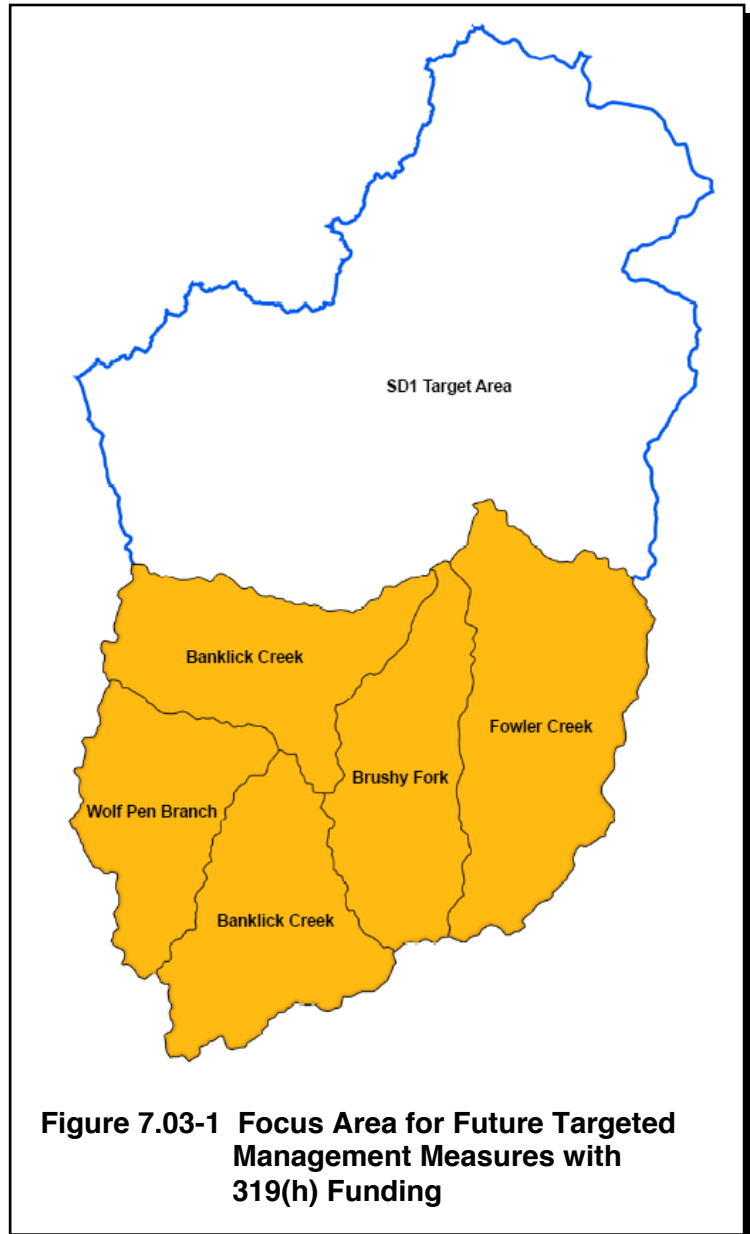 SD1 Target Area
Banklick Creek
Fowler Creek
Brushy Fork
Wolf Pen Branch
Banklick Creek
Figure 7.03-1 Focus Area for Future Targeted
Management Measures with
319(h) Funding